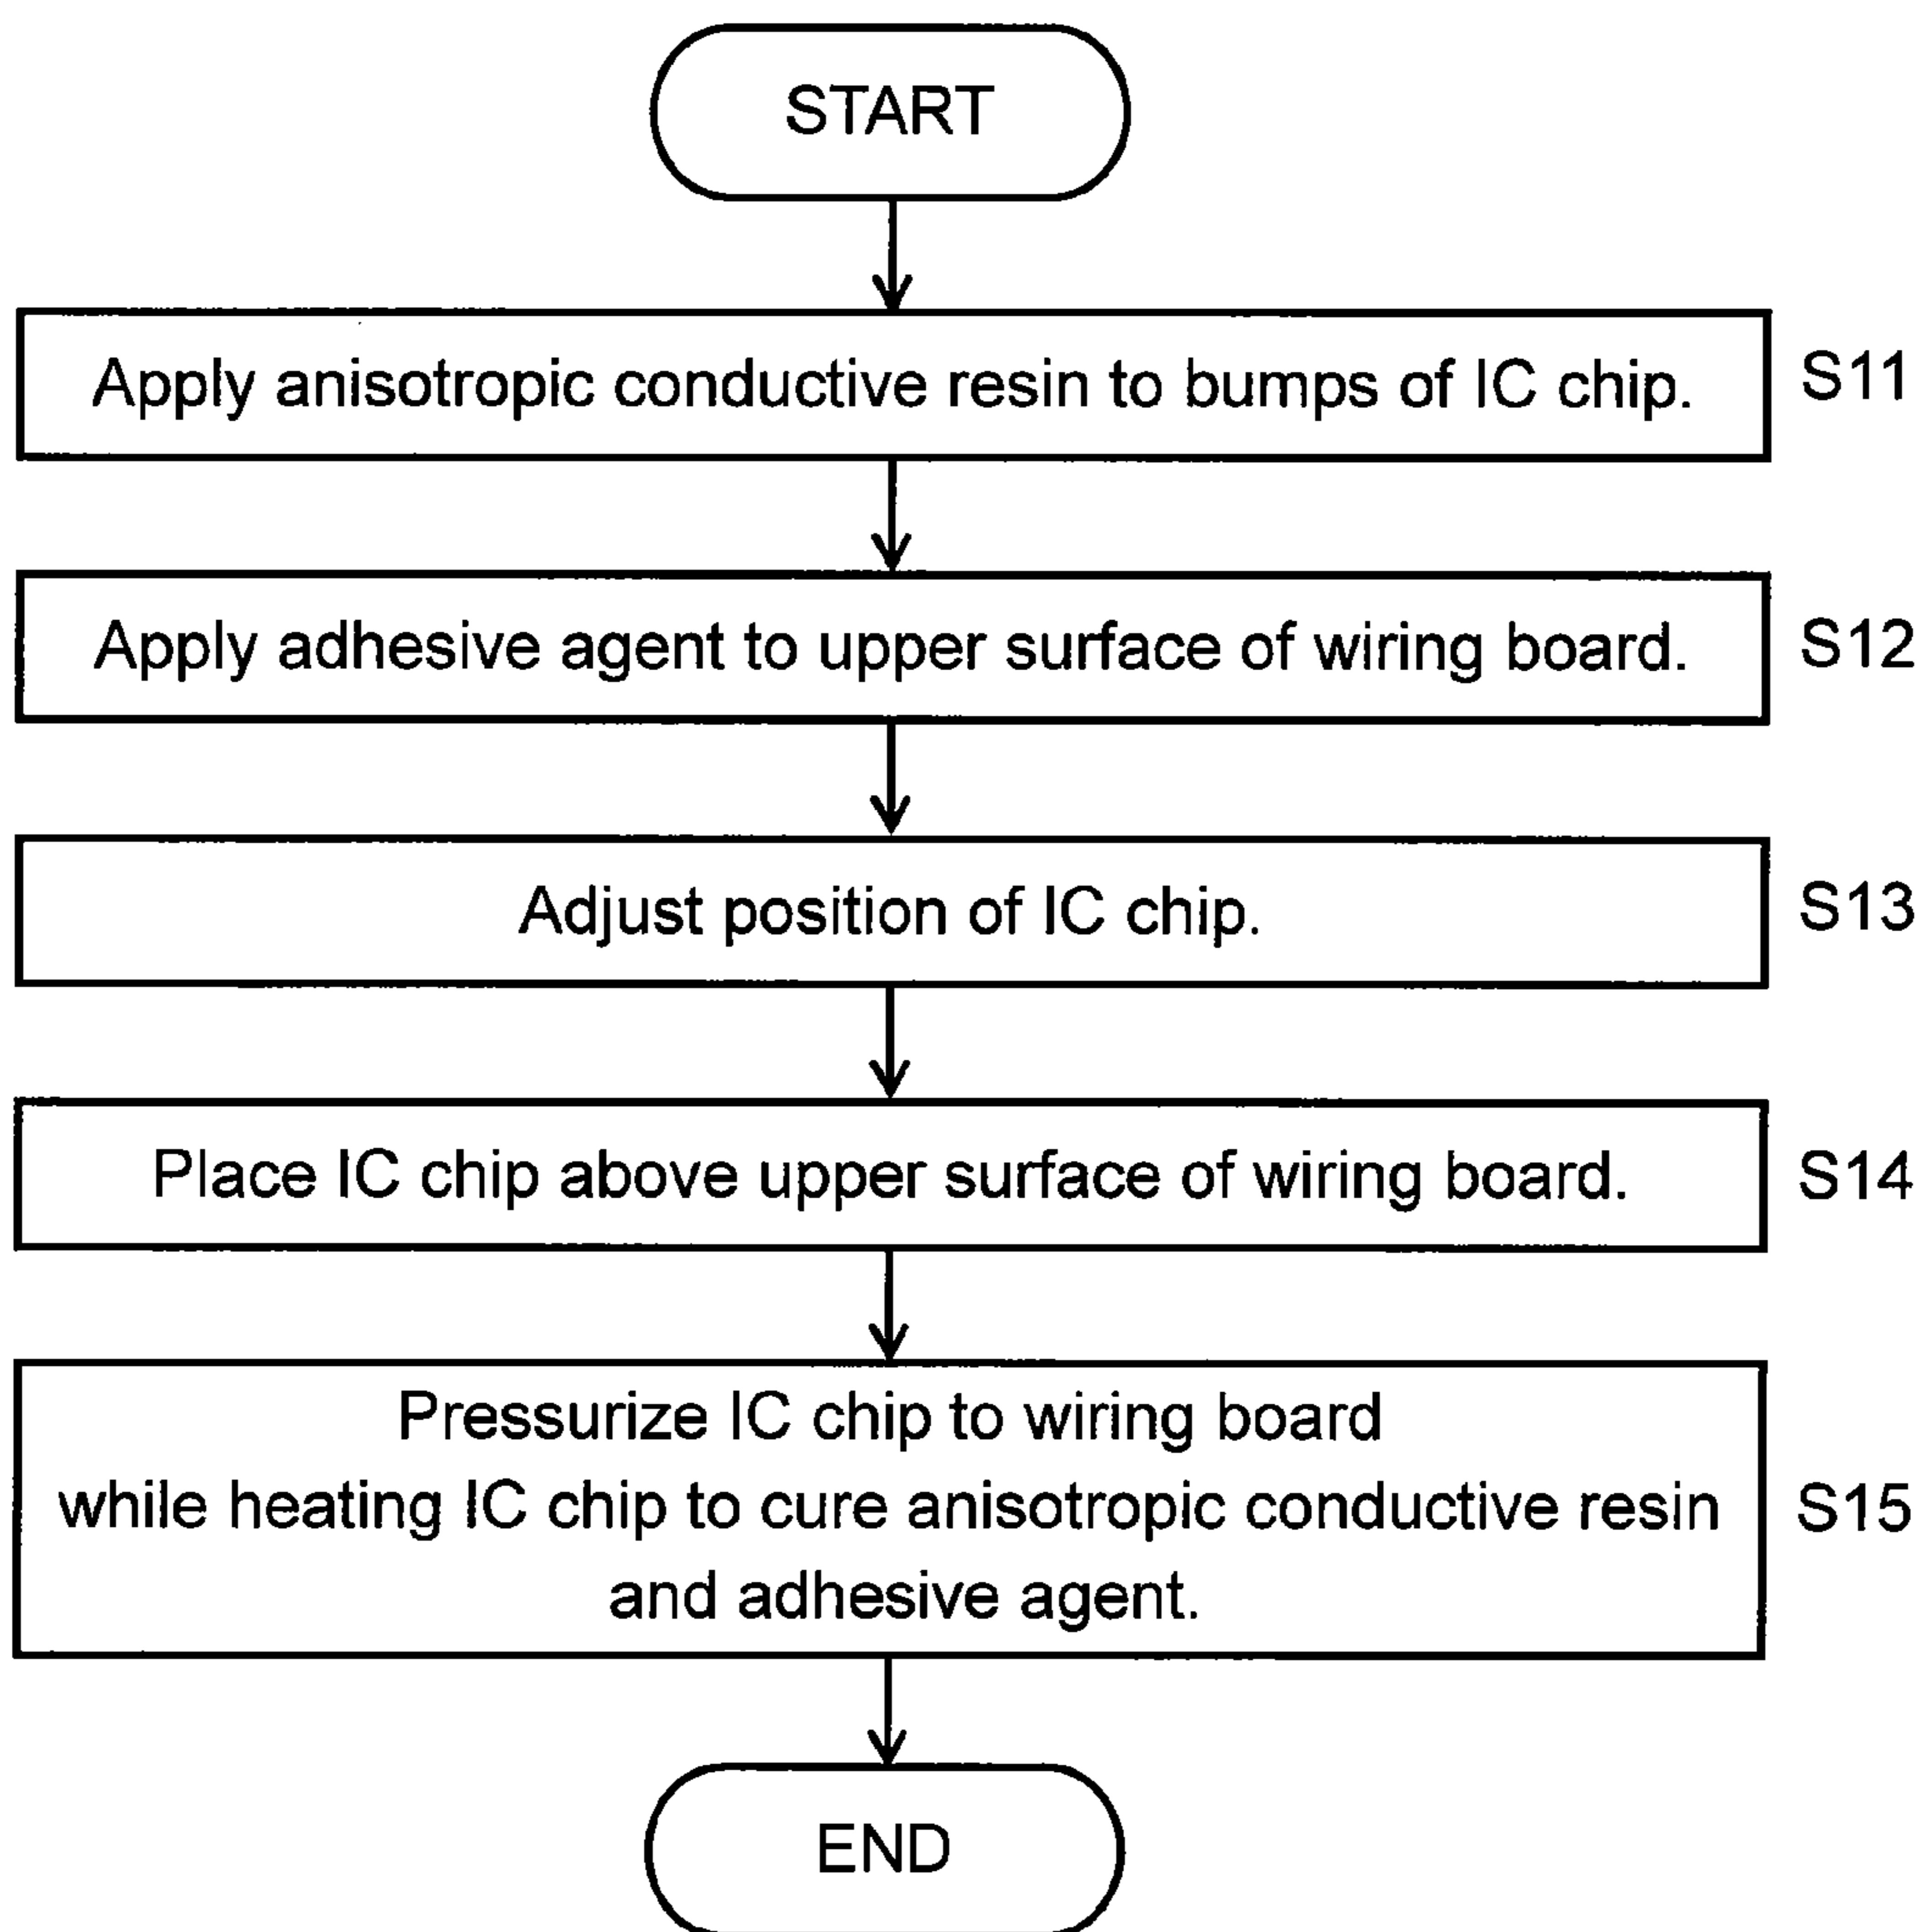 START
Apply anisotropic conductive resin to bumps of IC chip. S11
Apply adhesive agent to upper surface of wiring board. S12
Adjust position of IC chip. S13
Place IC chip above upper surface of wiring board. S14
Pressurize IC chip to wiring board
while heating IC chip to cure anisotropic conductive resin S15
and adhesive agent.
END